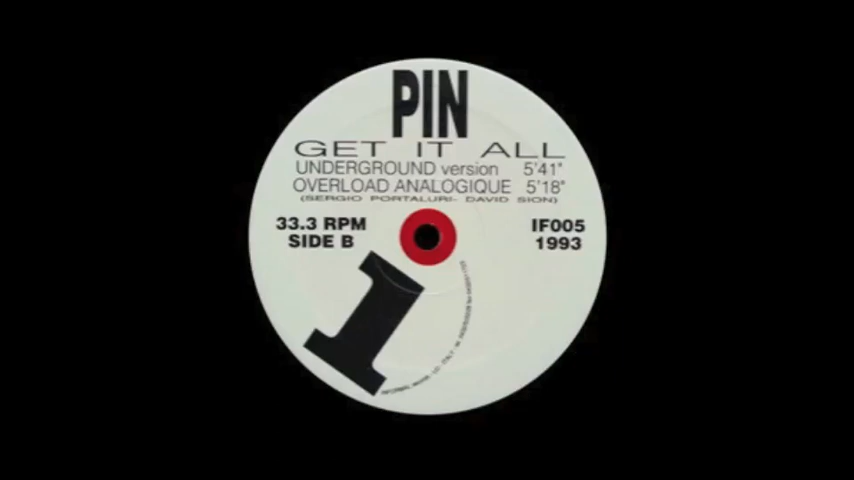 PIN
GET IT ALL
UNDERGROUND version 5'41"
OVERLOAD ANALOGIQUE 5'18"
(SERGIO PORTALURI- DAVID SION)
33.3 RPM
SIDE B
IF005
1993